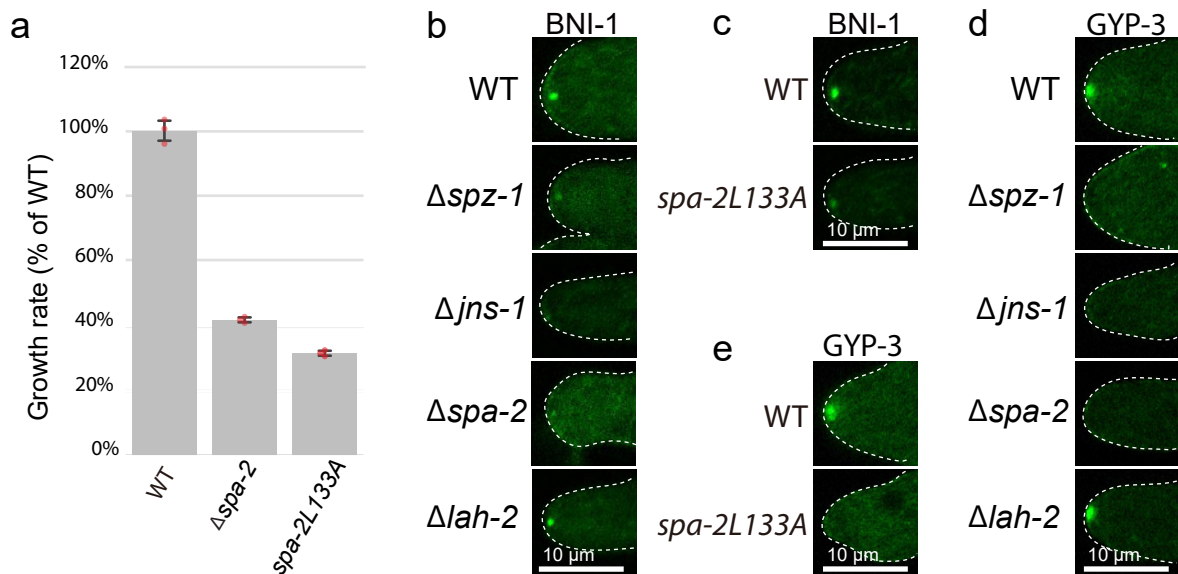 a
Growth rate (% of WT)
120%
100%
80%
60%
40%
20%
0%
WT
Δspa-2
spa-2L133A
b
BNI-1
WT
Δspz-1
Δjns-1
Δspa-2
Δlah-2
10 µm
c
BNI-1
WT
spa-2L133A
10 µm
e
GYP-3
WT
spa-2L133A
10 µm
d
GYP-3
WT
Δspz-1
Δjns-1
Δspa-2
Δlah-2
10 µm